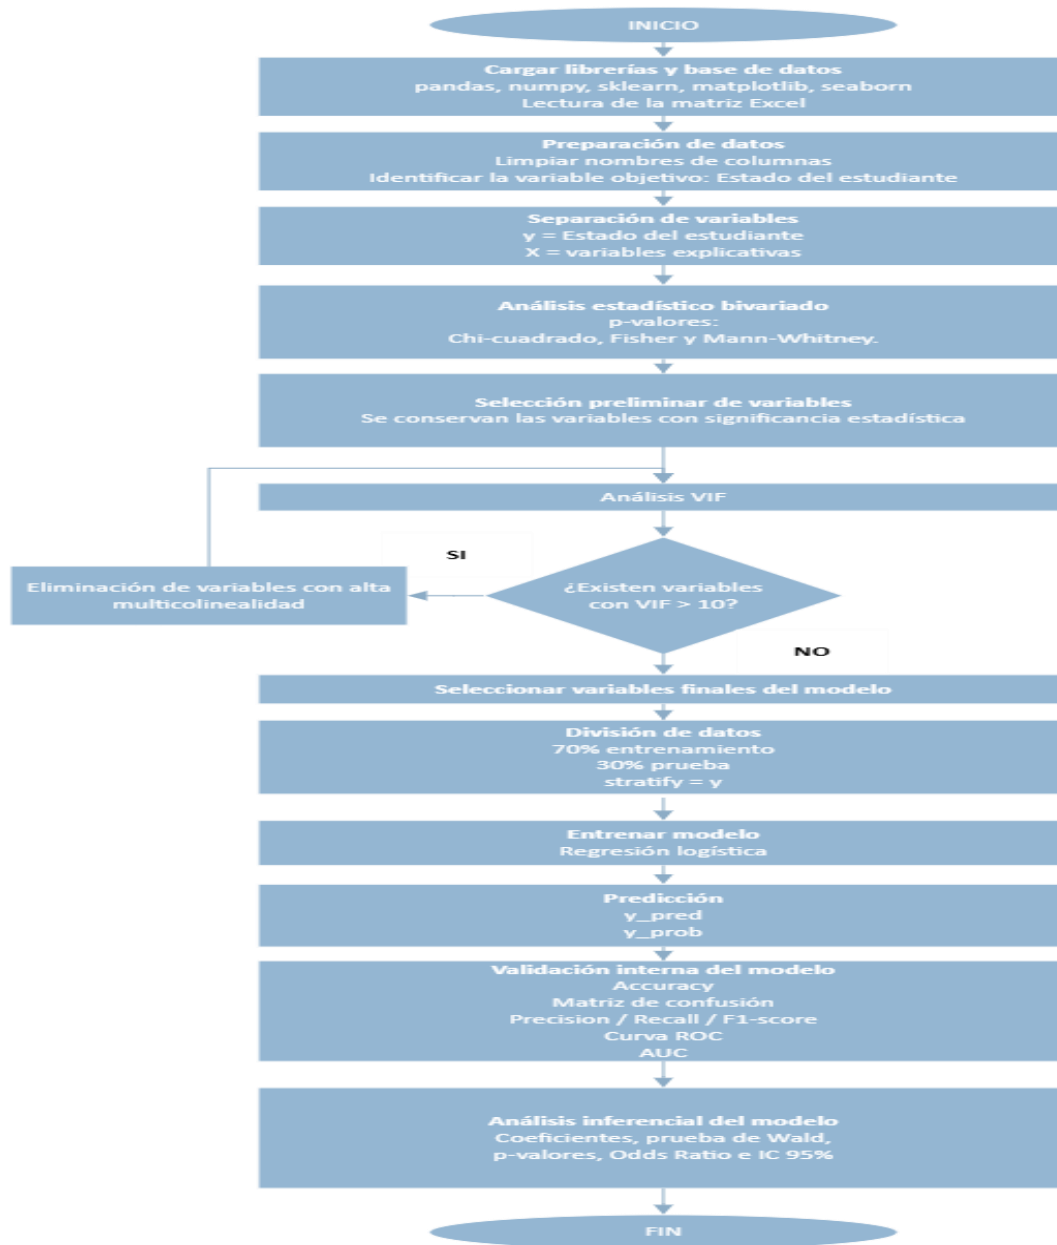 INICIO
Cargar librerías y base de datos
pandas, numpy, sklearn, matplotlib, seaborn
Lectura de la matriz Excel
Preparación de datos
Limpiar nombres de columnas
Identificar la variable objetivo: Estado del estudiante
Separación de variables
y = Estado del estudiante
X = variables explicativas
Análisis estadístico bivariado
p-valores:
Chi-cuadrado, Fisher y Mann-Whitney.
Selección preliminar de variables
Se conservan las variables con significancia estadística
Análisis VIF
SI
Eliminación de variables con alta
multicolinealidad
¿Existen variables
con VIF > 10?
NO
Seleccionar variables finales del modelo
División de datos
70% entrenamiento
30% prueba
stratify = y
Entrenar modelo
Regresión logística
Predicción
y_pred
y_prob
Validación interna del modelo
Accuracy
Matriz de confusión
Precision / Recall / F1-score
Curva ROC
AUC
Análisis inferencial del modelo
Coeficientes, prueba de Wald,
p-valores, Odds Ratio e IC 95%
FIN